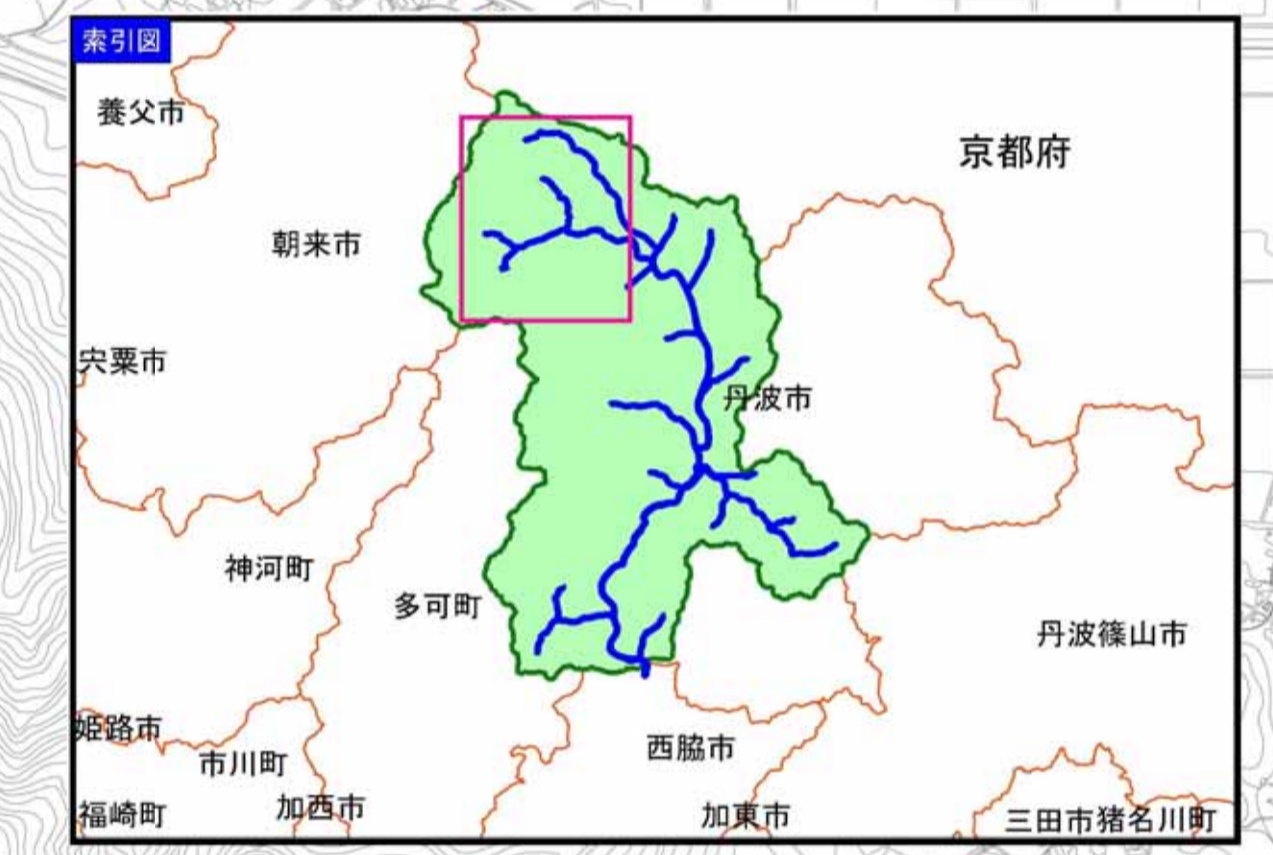 索引図
養父市
京都府
朝来市
宍粟市
丹波市
神河町
多可町
丹波篠山市
姫路市
西脇市
市川町
加西市
福崎町
加東市
三田市猪名川町